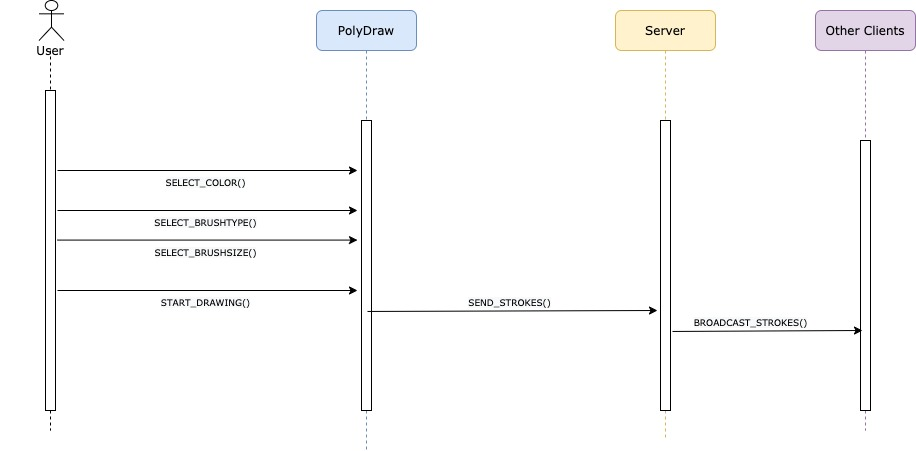 User
PolyDraw
Server
Other Clients
SELECT_COLOR()
SELECT_BRUSHTYPE()
SELECT_BRUSHSIZE()
START_DRAWING()
SEND_STROKES()
BROADCAST_STROKES()